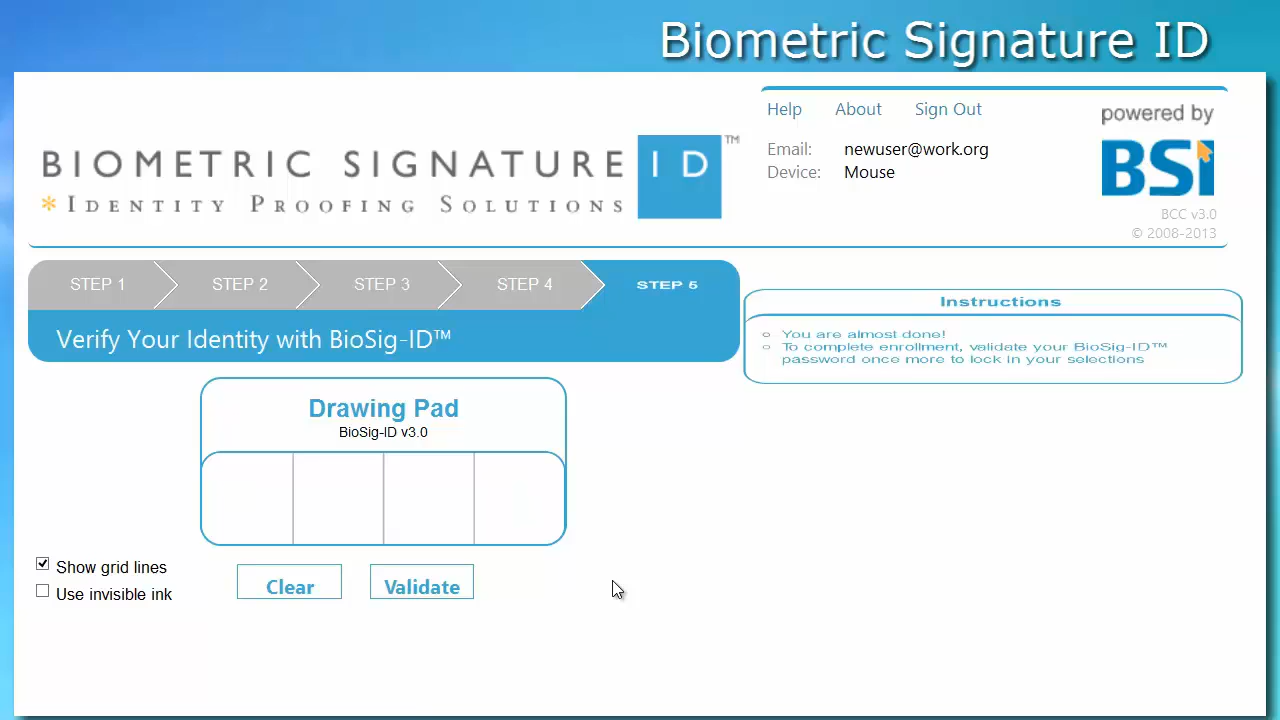 Biometric Signature ID
Help About Sign Out
powered by
BSI
BIOMETRIC SIGNATURE ID™
*IDENTITY PROOFING SOLUTIONS
Email: newuser@work.org
Device: Mouse
BCC v3.0
© 2008-2013
STEP 1 STEP 2 STEP 3 STEP 4 STEP 5
Verify Your Identity with BioSig-ID™
Instructions
You are almost done!
To complete enrollment, validate your BioSig-ID™
password once more to lock in your selections
Drawing Pad
BioSig-ID v3.0
Show grid lines
Use invisible ink
Clear Validate